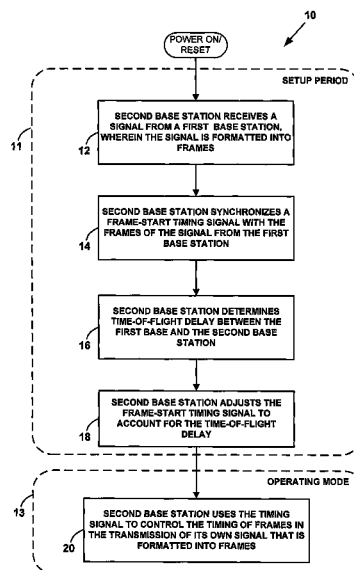 10
POWER ON/
RESET
SETUP PERIOD
11
SECOND BASE STATION RECEIVES A
SIGNAL FROM A FIRST BASE STATION,
WHEREIN THE SIGNAL IS FORMATTED INTO
FRAMES
12
SECOND BASE STATION SYNCHRONIZES A
FRAME-START TIMING SIGNAL WITH THE
FRAMES OF THE SIGNAL FROM THE FIRST
BASE STATION
14
SECOND BASE STATION DETERMINES
TIME-OF-FLIGHT DELAY BETWEEN THE
FIRST BASE AND THE SECOND BASE
STATION
16
SECOND BASE STATION ADJUSTS THE
FRAME-START TIMING SIGNAL TO
ACCOUNT FOR THE TIME-OF-FLIGHT
DELAY
18
OPERATING MODE
13
SECOND BASE STATION USES THE
TIMING SIGNAL TO CONTROL THE TIMING OF FRAMES IN
THE TRANSMISSION OF ITS OWN SIGNAL THAT IS
FORMATTED INTO FRAMES
20